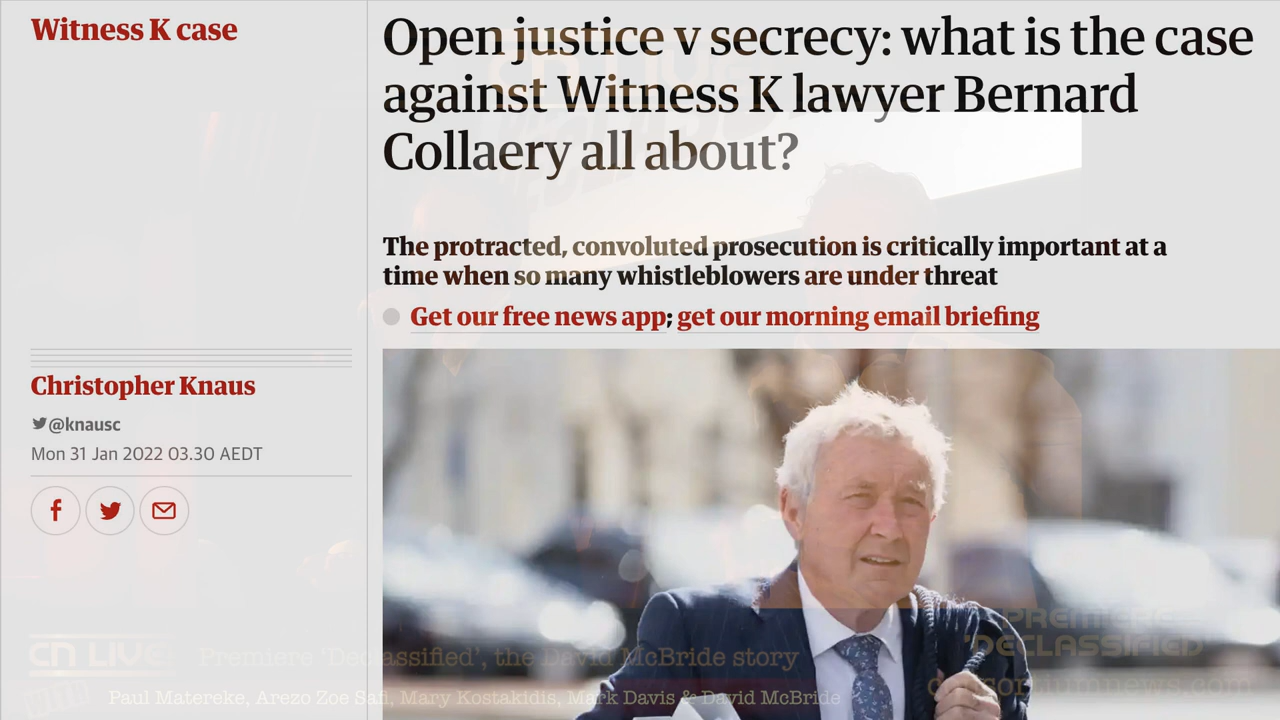 Witness K case
Open justice v secrecy: what is the case
against Witness K lawyer Bernard
Collaery all about?
The protracted, convoluted prosecution is critically important at a
time when so many whistleblowers are under threat
Get our free news app; get our morning email briefing
Christopher Knaus
@knausc
Mon 31 Jan 2022 03.30 AEDT
CN LIVE
Premiere 'Declassified', the David McBride story
Paul Matereke, Arezo Zoe Safi, Mary Kostakidis, Mark Davis & David McBride
PREMIERE
'DECLASSIFIED'
consortiumnews.com